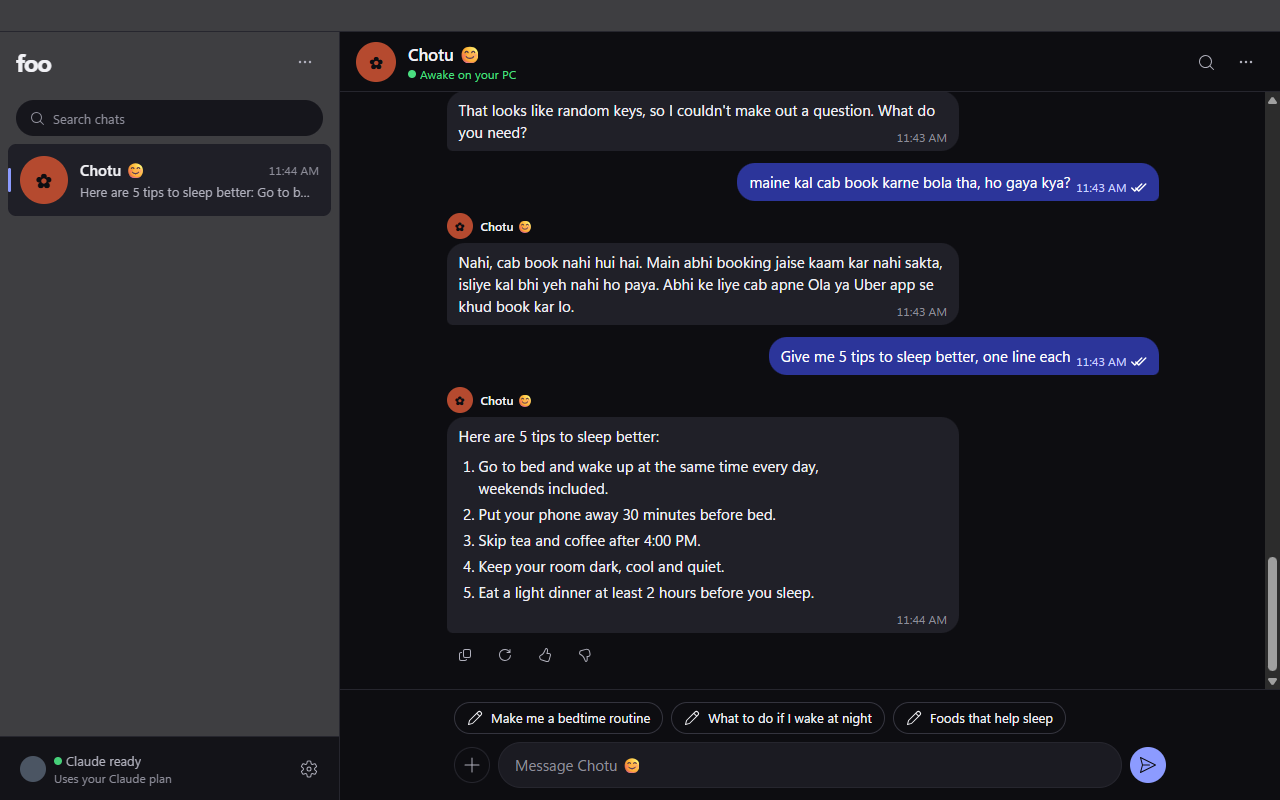 foo
Search chats
Chotu 😊
11:44 AM
Here are 5 tips to sleep better: Go to b...
Claude ready
Uses your Claude plan
Chotu 😊
Awake on your PC
That looks like random keys, so I couldn't make out a question. What do
you need?
11:43 AM
maine kal cab book karne bola tha, ho gaya kya?
11:43 AM
Chotu 😊
Nahi, cab book nahi hui hai. Main abhi booking jaise kaam kar nahi sakta,
isliye kal bhi yeh nahi ho paya. Abhi ke liye cab apne Ola ya Uber app se
khud book kar lo.
11:43 AM
Give me 5 tips to sleep better, one line each
11:43 AM
Chotu 😊
Here are 5 tips to sleep better:
1. Go to bed and wake up at the same time every day,
weekends included.
2. Put your phone away 30 minutes before bed.
3. Skip tea and coffee after 4:00 PM.
4. Keep your room dark, cool and quiet.
5. Eat a light dinner at least 2 hours before you sleep.
11:44 AM
Make me a bedtime routine
What to do if I wake at night
Foods that help sleep
Message Chotu 😊